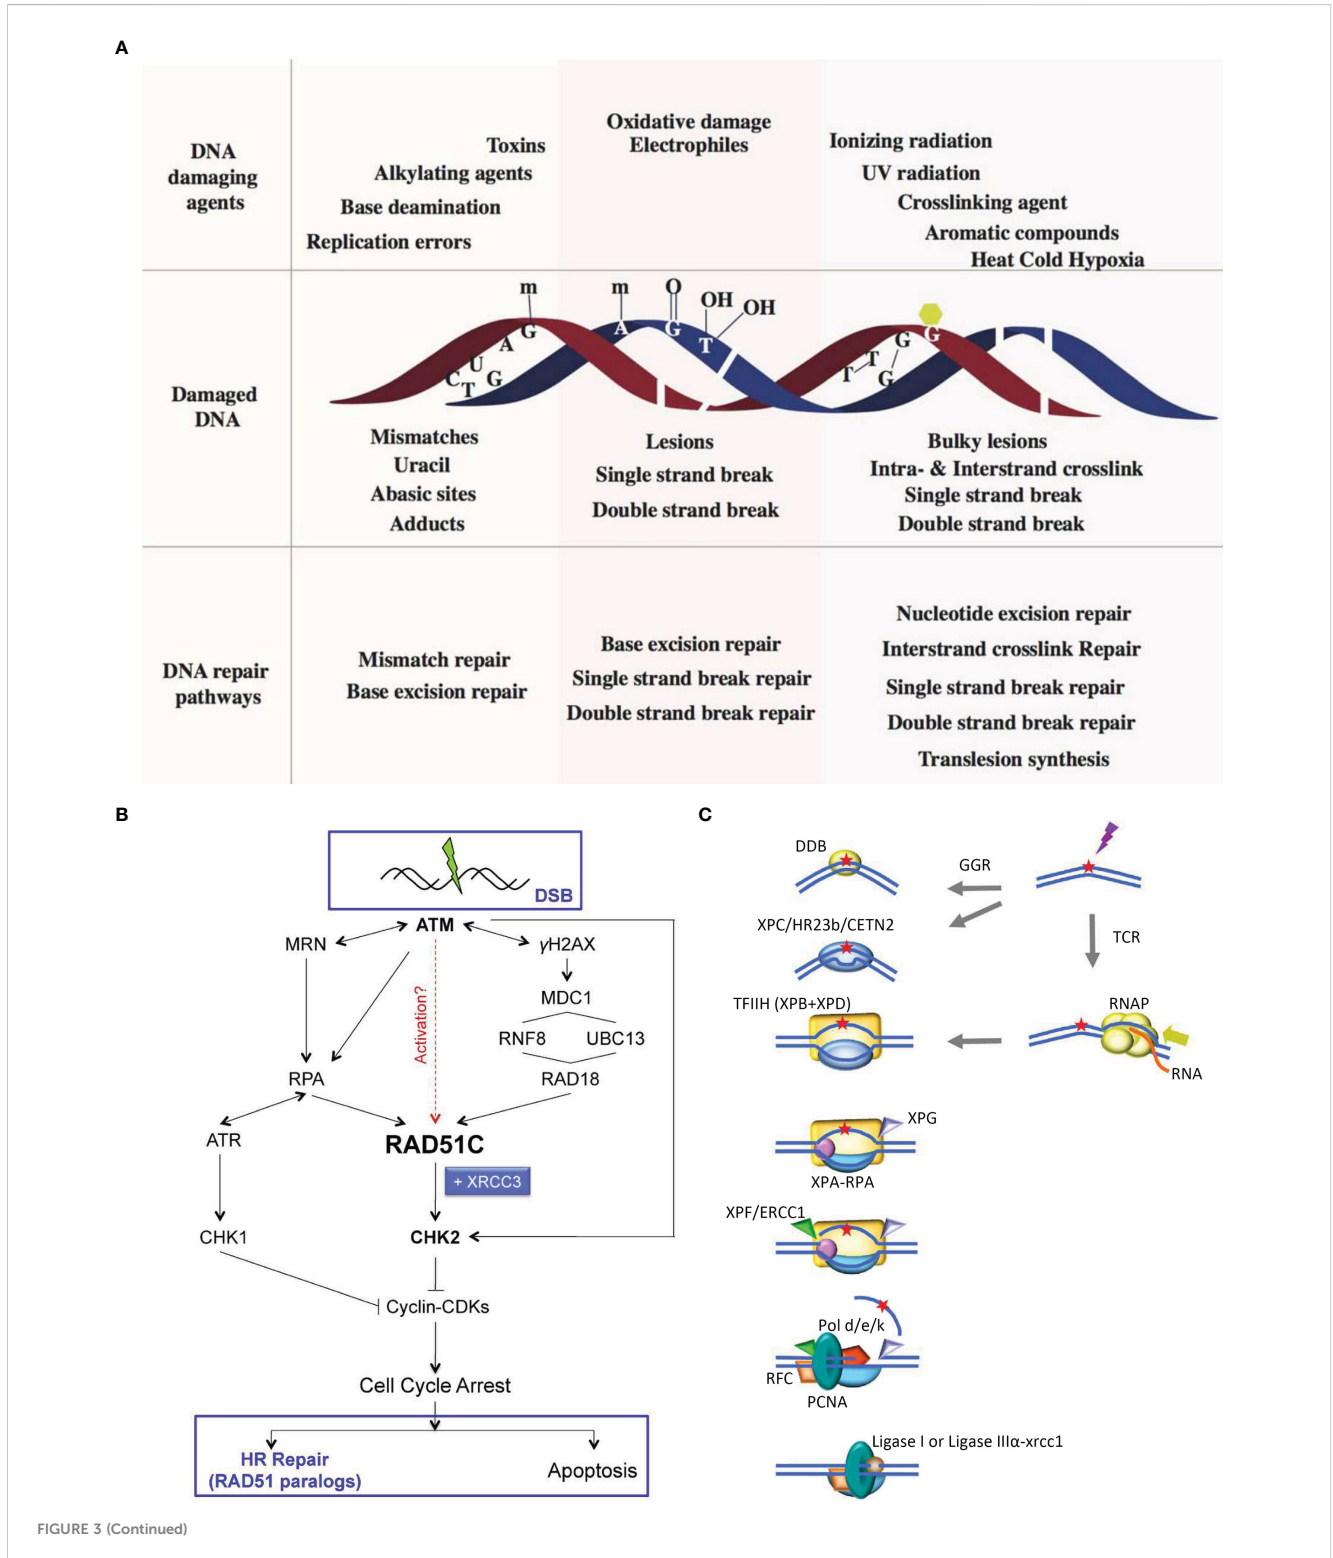 A
DNA
damaging
agents
Toxins
Alkylating agents
Base deamination
Replication errors
Oxidative damage
Electrophiles
Ionizing radiation
UV radiation
Crosslinking agent
Aromatic compounds
Heat Cold Hypoxia
Damaged
DNA
m
G
A
U
C
T
G
m
A
O
G
OH
OH
T
G
G
T
T
G
Mismatches
Uracil
Abasic sites
Adducts
Lesions
Single strand break
Double strand break
Bulky lesions
Intra- & Interstrand crosslink
Single strand break
Double strand break
DNA repair
pathways
Mismatch repair
Base excision repair
Base excision repair
Single strand break repair
Double strand break repair
Nucleotide excision repair
Interstrand crosslink Repair
Single strand break repair
Double strand break repair
Translesion synthesis
B
DSB
ATM
MRN
γH2AX
MDC1
Activation?
RNF8
UBC13
RPA
RAD18
ATR
RAD51C
+ XRCC3
CHK1
CHK2
Cyclin-CDKs
Cell Cycle Arrest
HR Repair
(RAD51 paralogs)
Apoptosis
C
DDB
GGR
XPC/HR23b/CETN2
TCR
TFIIH (XPB+XPD)
RNAP
RNA
XPG
XPA-RPA
XPF/ERCC1
Pol d/e/k
RFC
PCNA
Ligase I or Ligase IIIα-xrcc1
FIGURE 3 (Continued)